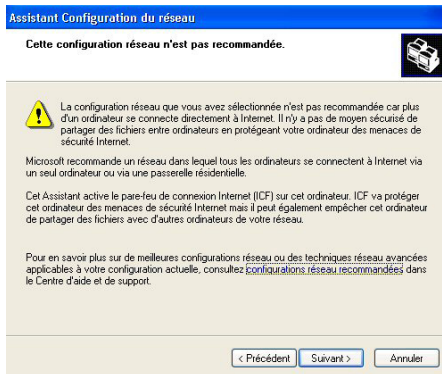 Assistant Configuration du réseau
Cette configuration réseau n'est pas recommandée.
La configuration réseau que vous avez sélectionnée n'est pas recommandée car plus
d'un ordinateur se connecte directement à Internet. Il n'y a pas de moyen sécurisé de
partager des fichiers entre ordinateurs en protégeant votre ordinateur des menaces de
sécurité Internet.
Microsoft recommande un réseau dans lequel tous les ordinateurs se connectent à Internet via
un seul ordinateur ou via une passerelle résidentielle.
Cet Assistant active le pare-feu de connexion Internet (ICF) sur cet ordinateur. ICF va protéger
cet ordinateur des menaces de sécurité Internet mais il peut également empêcher cet ordinateur
de partager des fichiers avec d'autres ordinateurs de votre réseau.
Pour en savoir plus sur de meilleures configurations réseau ou des techniques réseau avancées
applicables à votre configuration actuelle, consultez configurations réseau recommandées dans
le Centre d'aide et de support.
< Précédent Suivant > Annuler